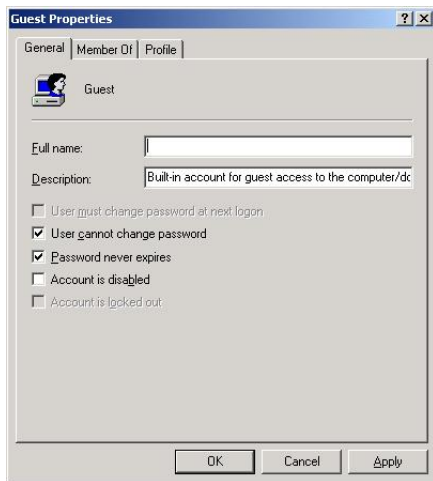 Guest Properties
General Member Of Profile
Guest
Full name:
Description: Built-in account for guest access to the computer/dc
User must change password at next logon
User cannot change password
Password never expires
Account is disabled
Account is locked out
OK Cancel Apply